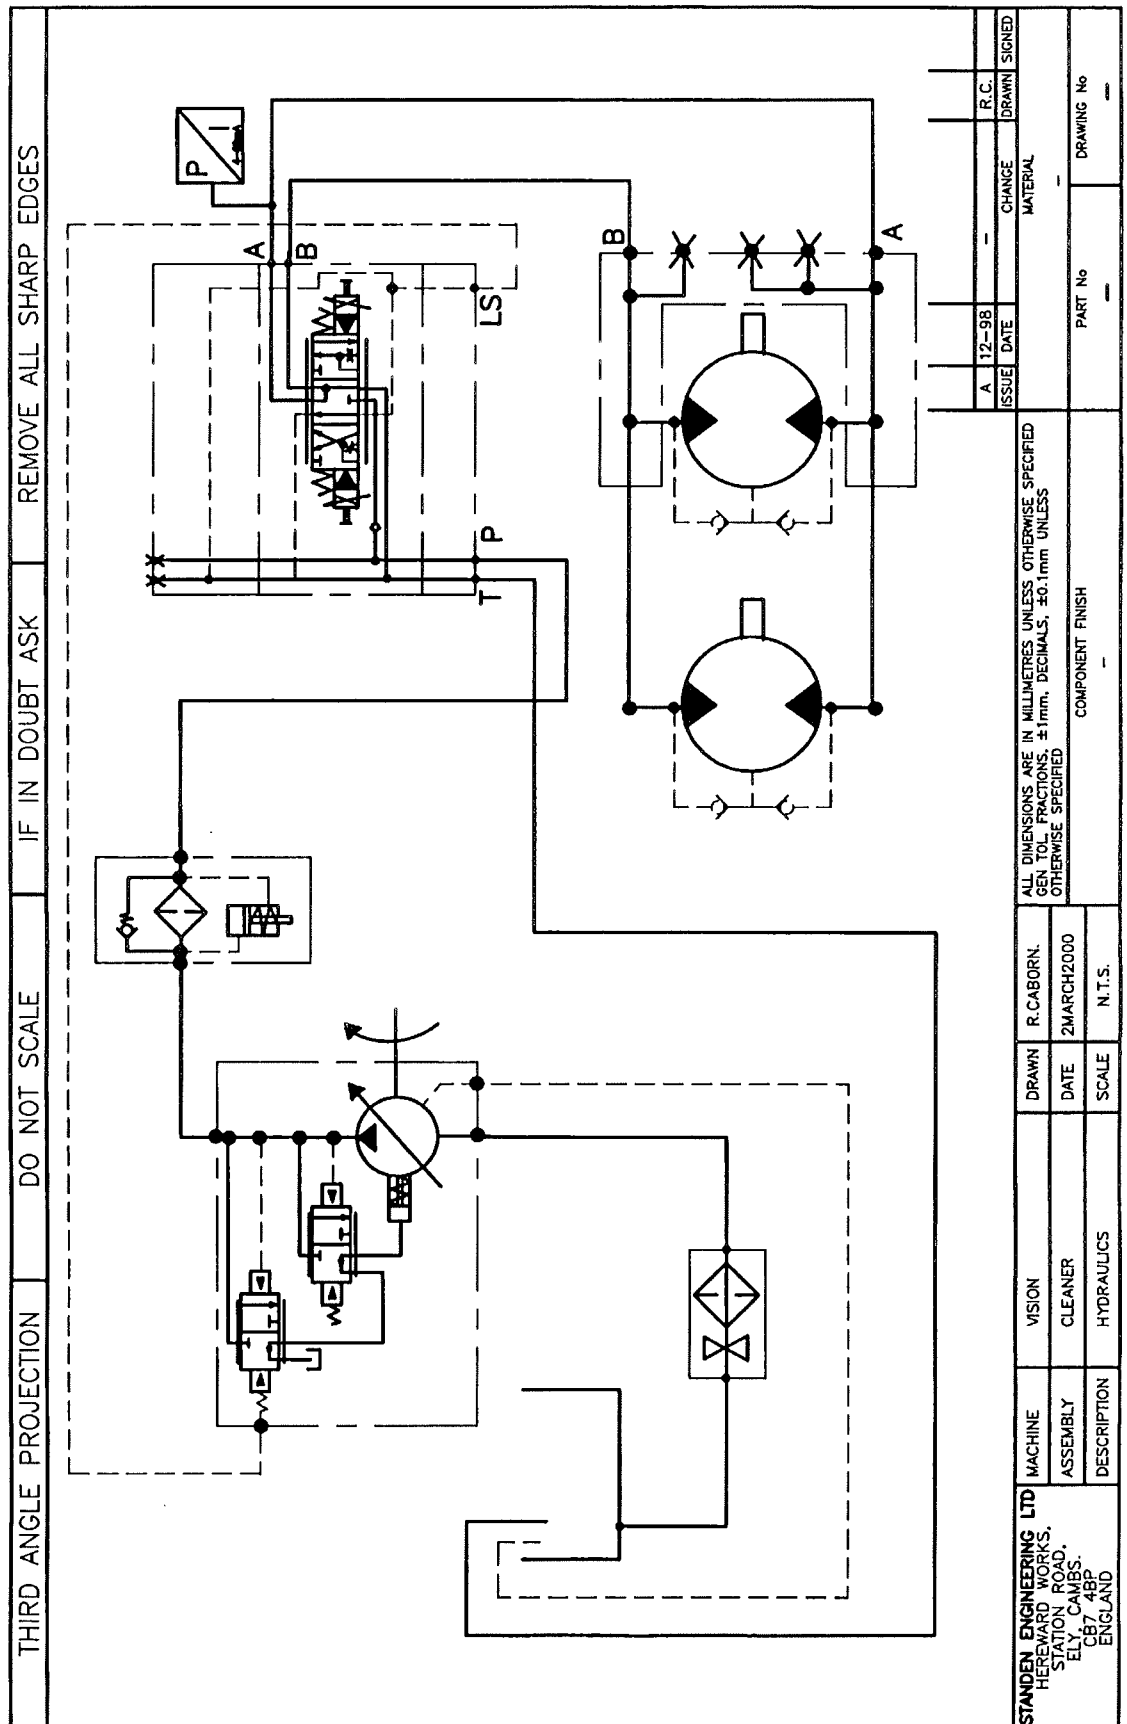 THIRD ANGLE PROJECTION
DO NOT SCALE
IF IN DOUBT ASK
REMOVE ALL SHARP EDGES
P
I
A
B
LS
P
T
B
A
A
12-98
-
R.C.
ISSUE
DATE
CHANGE
DRAWN
SIGNED
STANDEN ENGINEERING LTD
HEREWARD WORKS,
STATION ROAD,
ELY, CAMBS.
CB7 4BP
ENGLAND
MACHINE
VISION
ASSEMBLY
CLEANER
DESCRIPTION
HYDRAULICS
DRAWN
R.CABORN.
DATE
2MARCH2000
SCALE
N.T.S.
ALL DIMENSIONS ARE IN MILLIMETRES UNLESS OTHERWISE SPECIFIED
GEN TOL. FRACTIONS. ±1mm. DECIMALS. ±0.1mm UNLESS
OTHERWISE SPECIFIED
COMPONENT FINISH
-
MATERIAL
-
PART No
-
DRAWING No
-